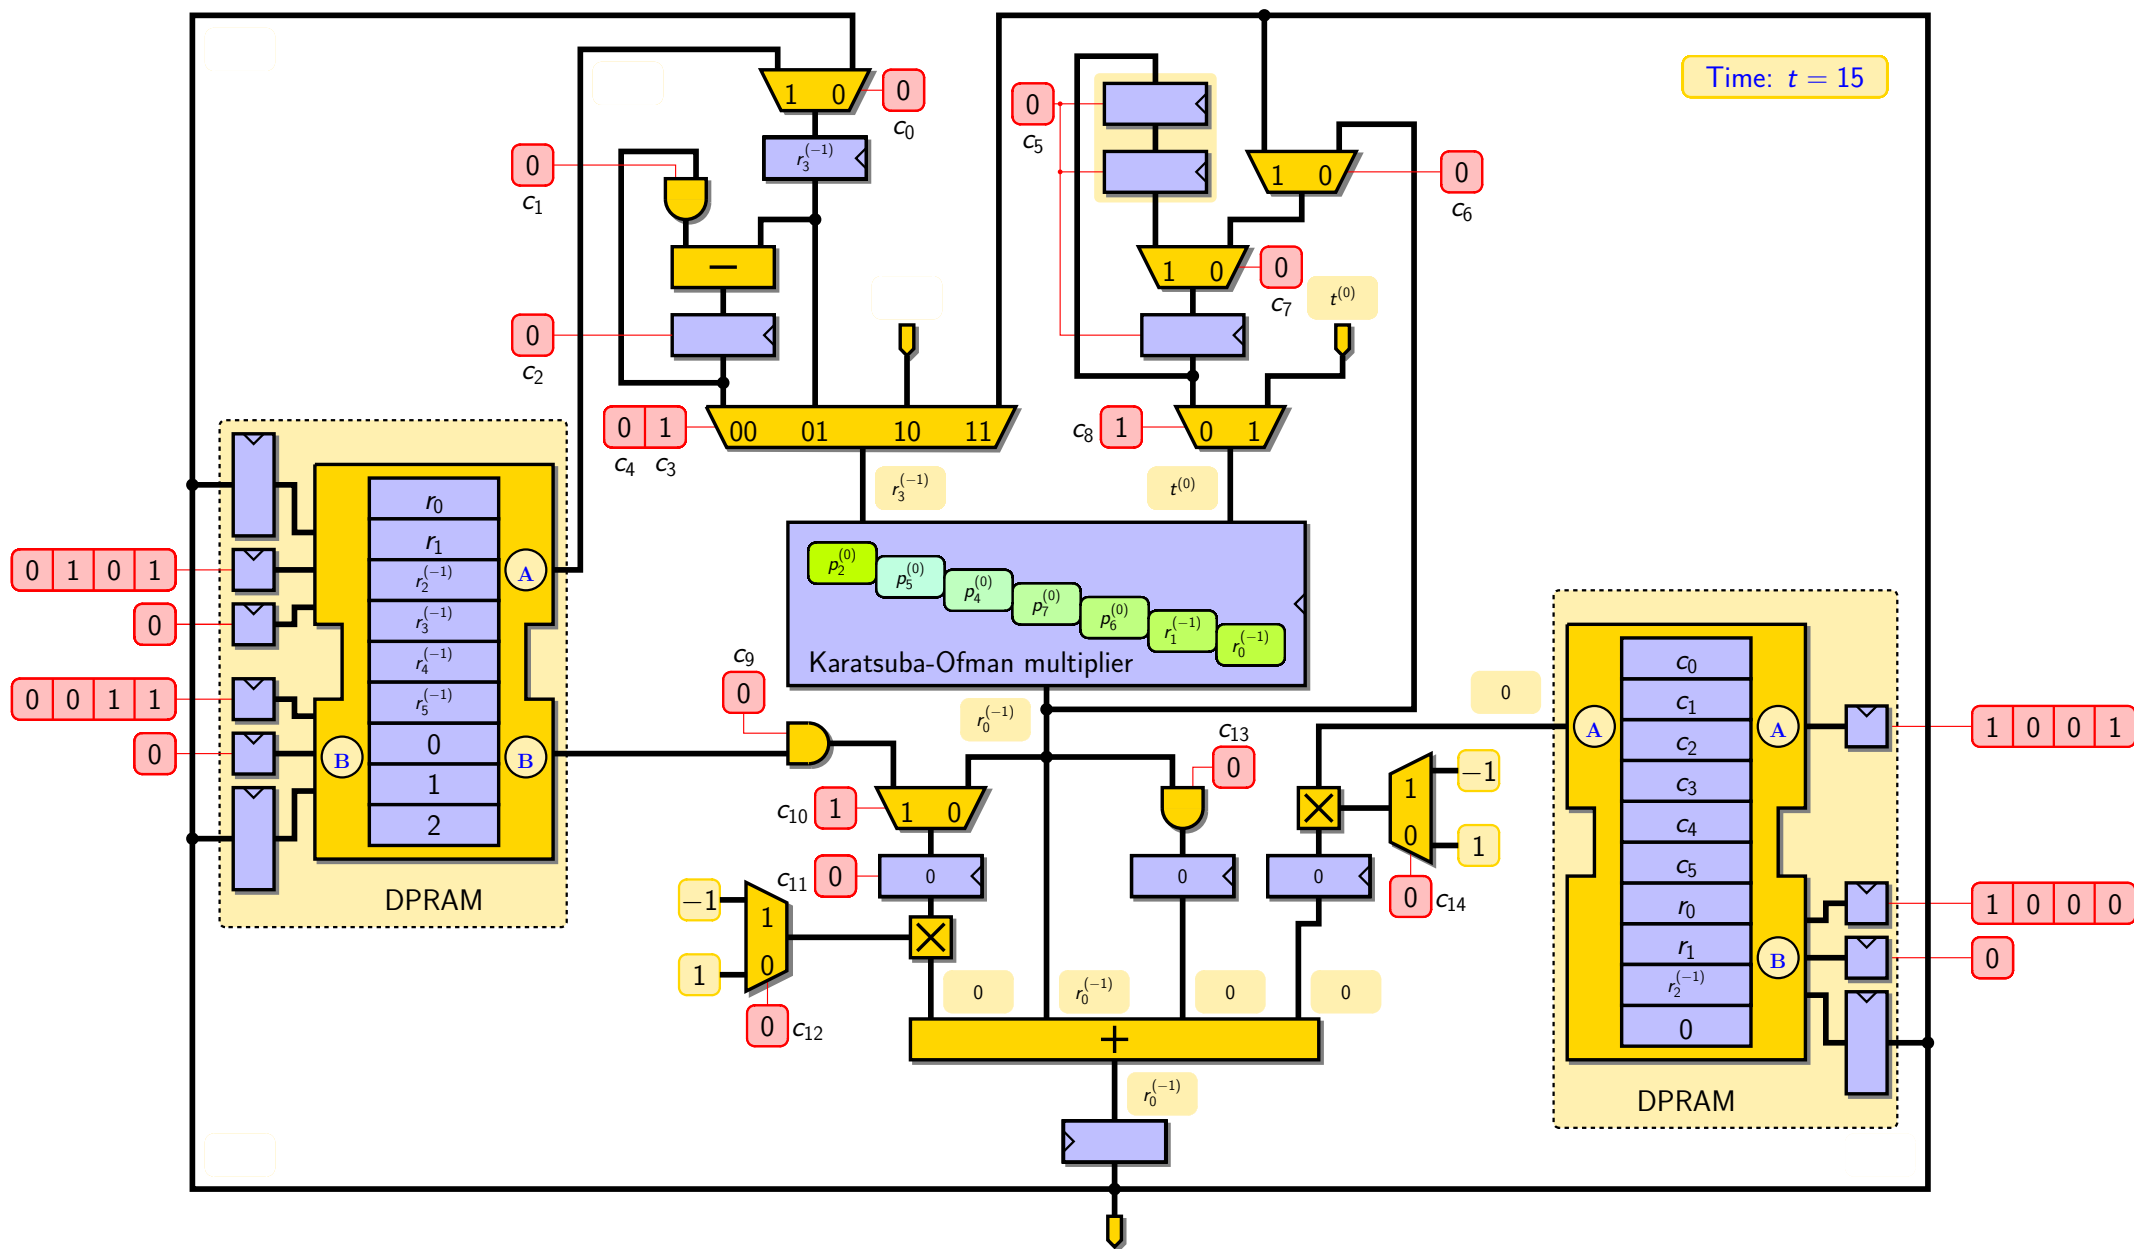 Time: t = 15
1 0
0
c₀
0
c₅
r₃⁽⁻¹⁾
0
c₁
1 0
0
c₆
−
1 0
0
c₇
t⁽⁰⁾
0
c₂
0 1
c₄ c₃
00 01 10 11
c₈
1
0 1
r₃⁽⁻¹⁾
t⁽⁰⁾
r₀
r₁
r₂⁽⁻¹⁾
r₃⁽⁻¹⁾
r₄⁽⁻¹⁾
r₅⁽⁻¹⁾
0
1
2
A
B
B
0 1 0 1
0
0 0 1 1
0
DPRAM
p₂⁽⁰⁾
p₅⁽⁰⁾
p₄⁽⁰⁾
p₇⁽⁰⁾
p₆⁽⁰⁾
r₁⁽⁻¹⁾
r₀⁽⁻¹⁾
Karatsuba-Ofman multiplier
c₉
0
r₀⁽⁻¹⁾
c₁₃
0
0
c₁₀
1
1 0
c₁₁
0
0
0
0
×
−1
1
1
0
0
c₁₄
−1
1
1
0
0
c₁₂
×
0
r₀⁽⁻¹⁾
0
0
+
r₀⁽⁻¹⁾
c₀
c₁
c₂
c₃
c₄
c₅
r₀
r₁
r₂⁽⁻¹⁾
0
A
A
B
1 0 0 1
1 0 0 0
0
DPRAM